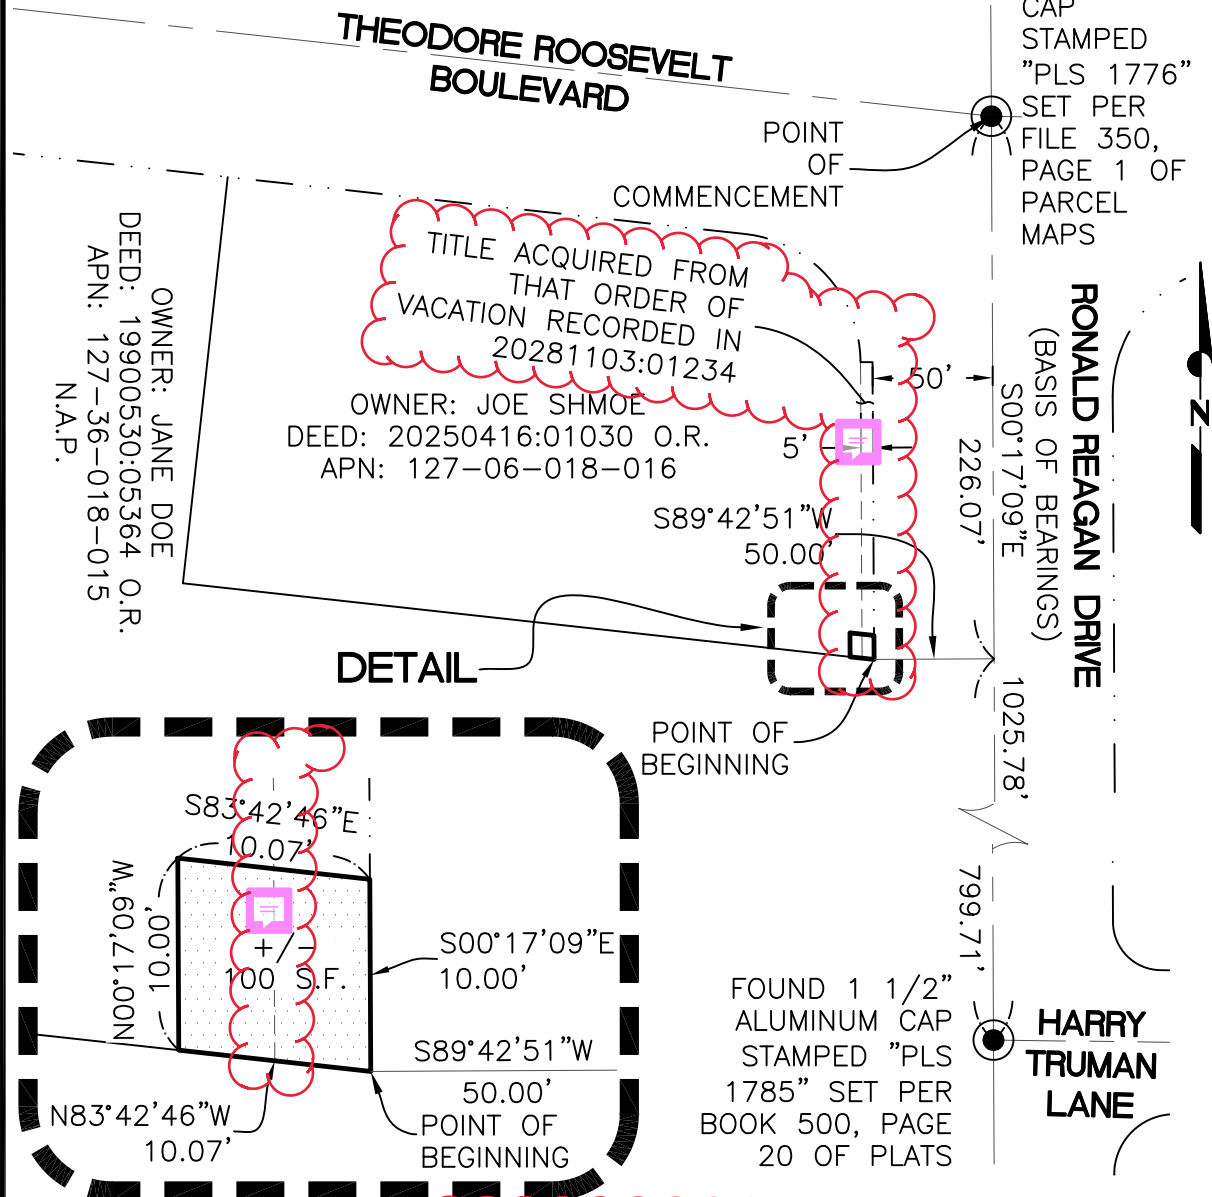 THEODORE ROOSEVELT
BOULEVARD
CAP
STAMPED
"PLS 1776"
SET PER
FILE 350,
PAGE 1 OF
PARCEL
MAPS
POINT
OF
COMMENCEMENT
TITLE ACQUIRED FROM
THAT ORDER OF
VACATION RECORDED IN
20281103:01234
OWNER: JANE DOE
DEED: 19900530:05364 O.R.
APN: 127-36-018-015
N.A.P.
OWNER: JOE SHMOE
DEED: 20250416:01030 O.R.
APN: 127-06-018-016
50'
5'
S89°42'51"W
50.00'
S00°17'09"E
226.07'
RONALD REAGAN DRIVE
(BASIS OF BEARINGS)
N
DETAIL
POINT OF
BEGINNING
1025.78'
799.71'
S83°42'46"E
10.07'
N00°17'09"W
10.00'
+/-
100 S.F.
S00°17'09"E
10.00'
S89°42'51"W
50.00'
N83°42'46"W
10.07'
POINT OF
BEGINNING
FOUND 1 1/2"
ALUMINUM CAP
STAMPED "PLS
1785" SET PER
BOOK 500, PAGE
20 OF PLATS
HARRY
TRUMAN
LANE